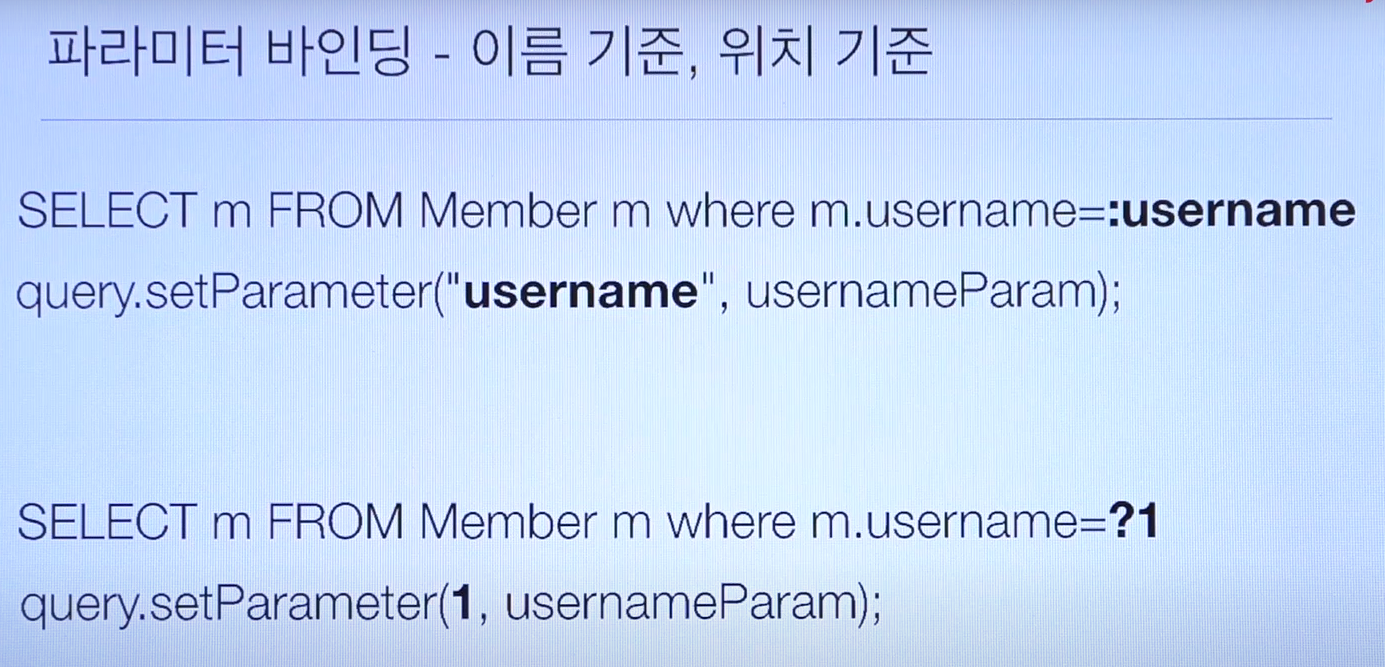 파라미터 바인딩 - 이름 기준, 위치 기준
SELECT m FROM Member m where m.username=:username
query.setParameter("username", usernameParam);
SELECT m FROM Member m where m.username=?1
query.setParameter(1, usernameParam);